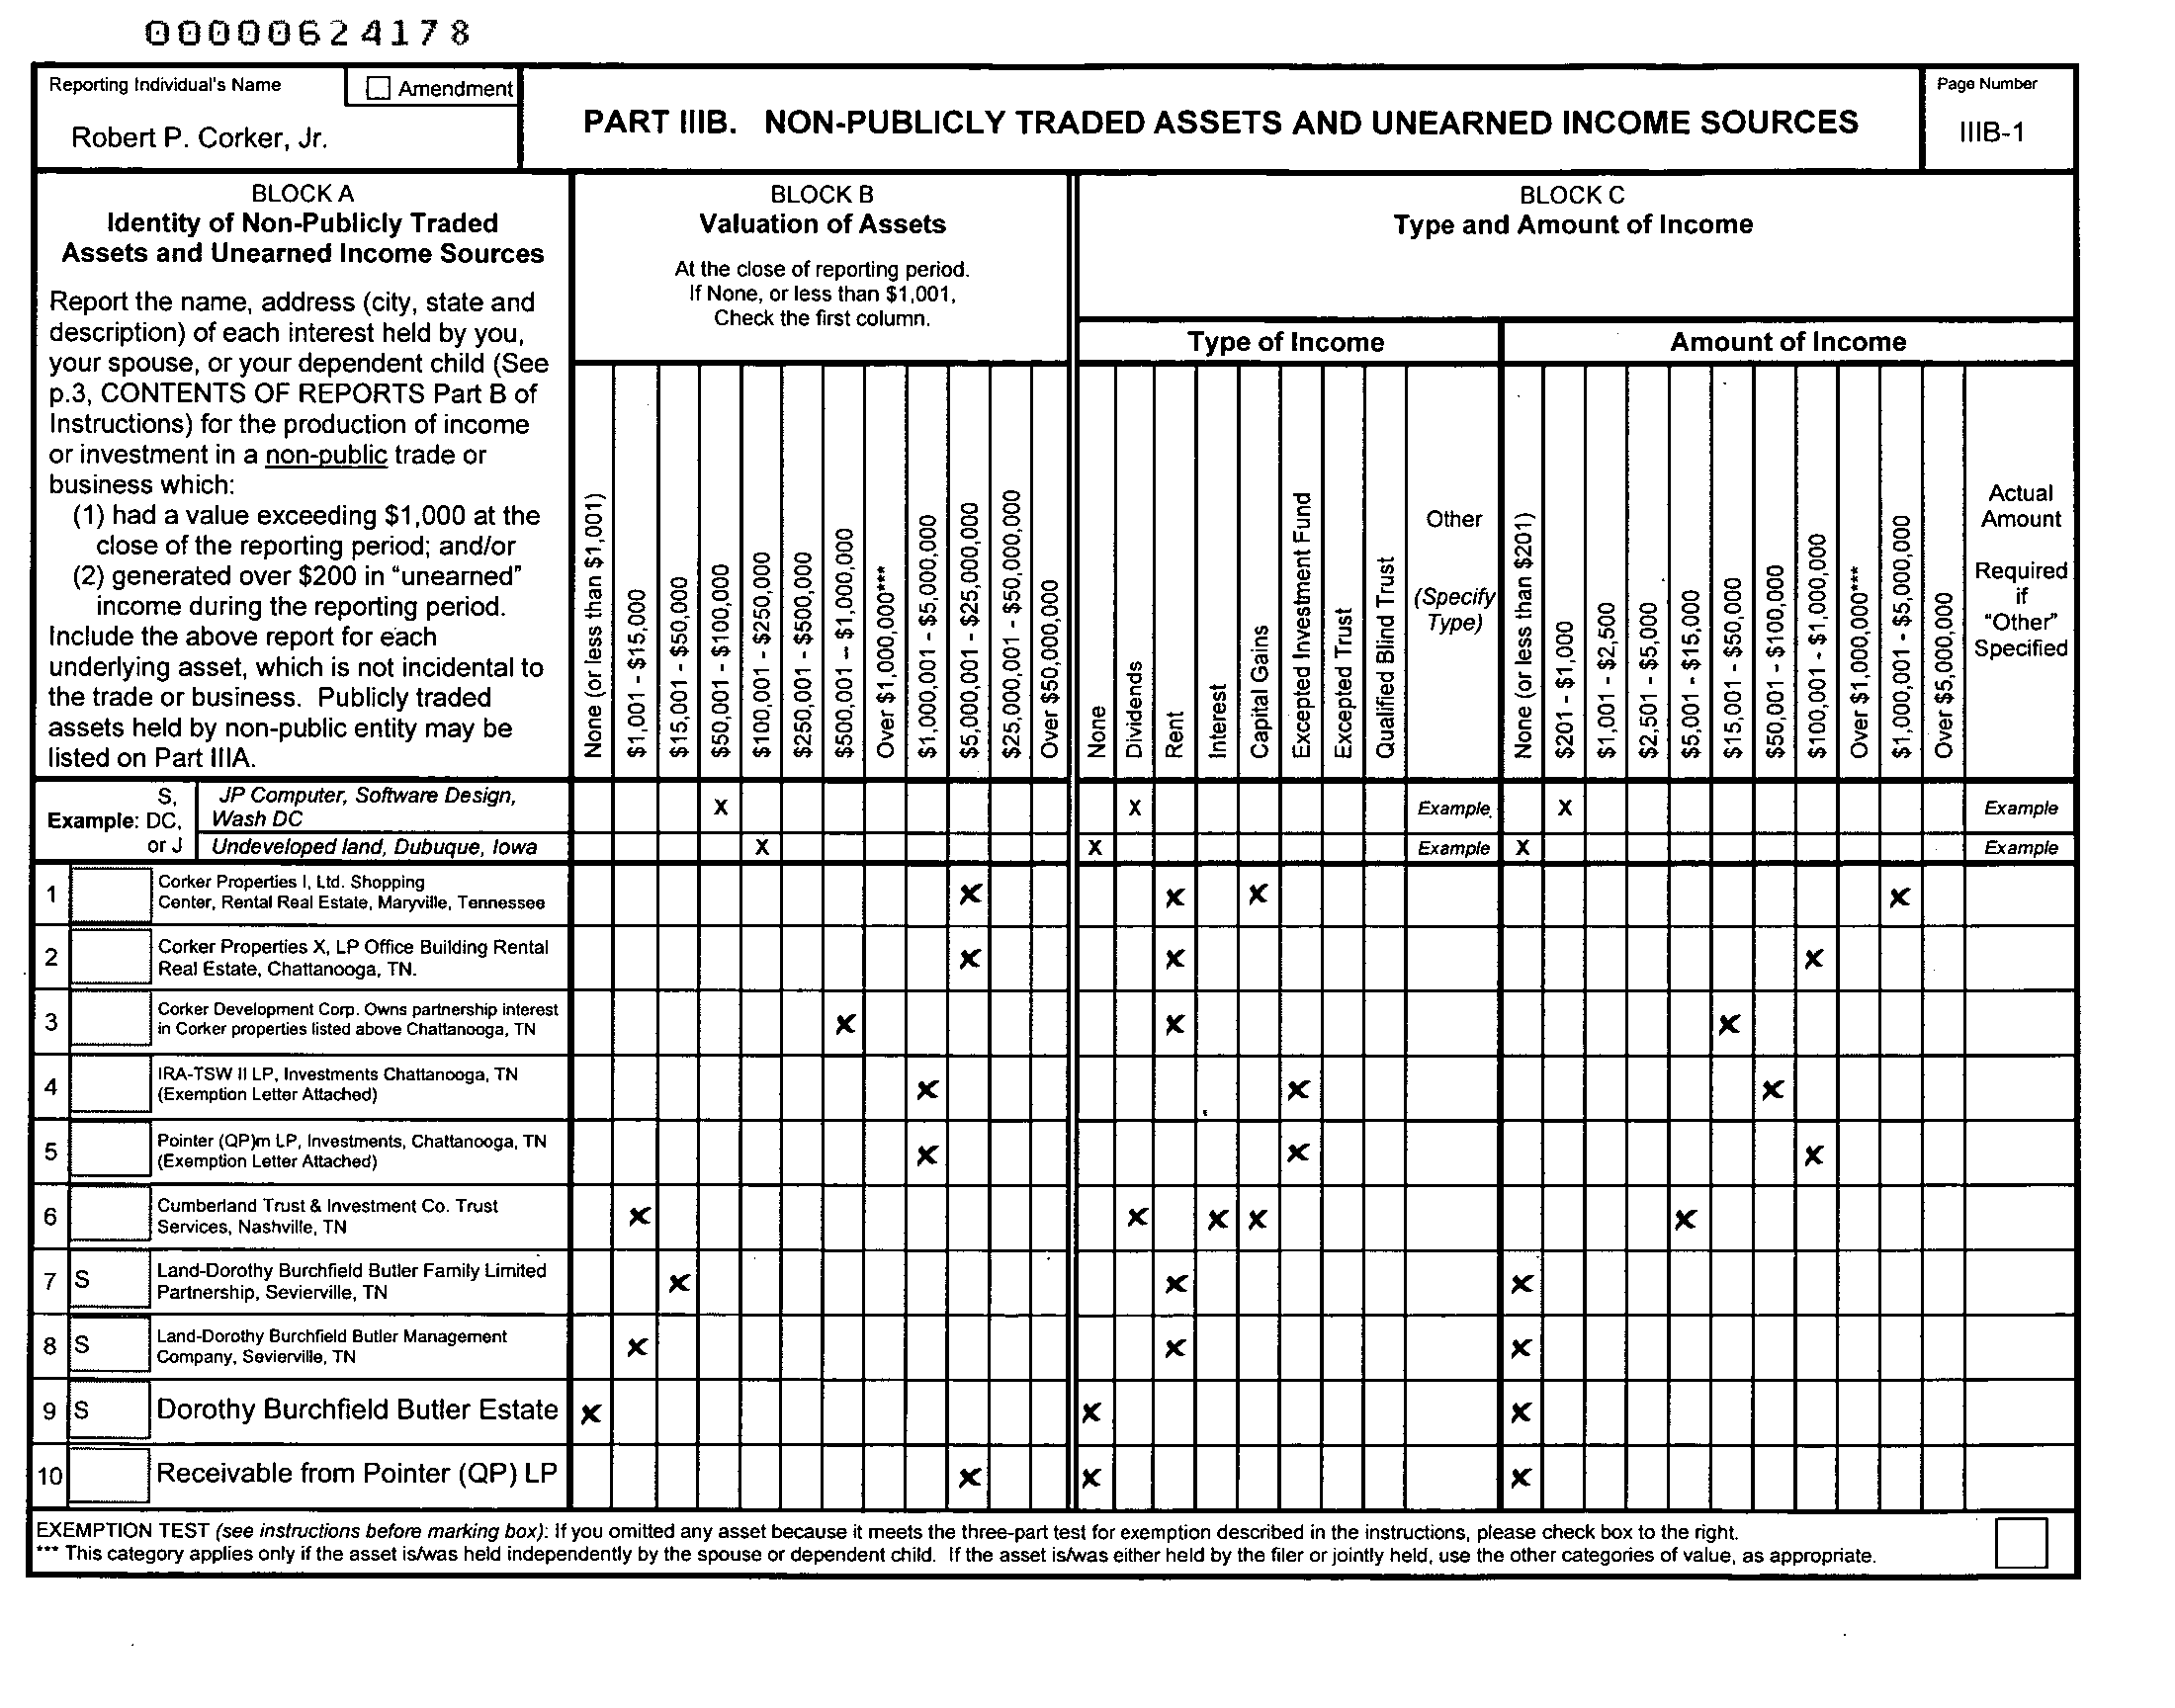 00000624178
Reporting Individual's Name
Amendment
Robert P. Corker, Jr.
PART IIIB. NON-PUBLICLY TRADED ASSETS AND UNEARNED INCOME SOURCES
Page Number
IIIB-1
BLOCK A
Identity of Non-Publicly Traded
Assets and Unearned Income Sources
Report the name, address (city, state and
description) of each interest held by you,
your spouse, or your dependent child (See
p.3, CONTENTS OF REPORTS Part B of
Instructions) for the production of income
or investment in a non-public trade or
business which:
(1) had a value exceeding $1,000 at the
close of the reporting period; and/or
(2) generated over $200 in "unearned"
income during the reporting period.
Include the above report for each
underlying asset, which is not incidental to
the trade or business. Publicly traded
assets held by non-public entity may be
listed on Part IIIA.
BLOCK B
Valuation of Assets
At the close of reporting period.
If None, or less than $1,001,
Check the first column.
None (or less than $1,001)
$1,001 - $15,000
$15,001 - $50,000
$50,001 - $100,000
$100,001 - $250,000
$250,001 - $500,000
$500,001 – $1,000,000
Over $1,000,000***
$1,000,001 - $5,000,000
$5,000,001 - $25,000,000
$25,000,001 - $50,000,000
Over $50,000,000
BLOCK C
Type and Amount of Income
Type of Income
None
Dividends
Rent
Interest
Capital Gains
Excepted Investment Fund
Excepted Trust
Qualified Blind Trust
Other
(Specify
Type)
Amount of Income
None (or less than $201)
$201 - $1,000
$1,001 - $2,500
$2,501 - $5,000
$5,001 - $15,000
$15,001 - $50,000
$50,001 - $100,000
$100,001 - $1,000,000
Over $1,000,000***
$1,000,001 - $5,000,000
Over $5,000,000
Actual
Amount
Required
if
"Other"
Specified
Example:
S,
DC,
or J
JP Computer, Software Design,
Wash DC
X X Example X Example
Undeveloped land, Dubuque, Iowa X X Example X Example
1 Corker Properties I, Ltd. Shopping
Center, Rental Real Estate, Maryville, Tennessee
X X X X
2 Corker Properties X, LP Office Building Rental
Real Estate, Chattanooga, TN.
X X X
3 Corker Development Corp. Owns partnership interest
in Corker properties listed above Chattanooga, TN
X X X
4 IRA-TSW II LP, Investments Chattanooga, TN
(Exemption Letter Attached)
X X X
5 Pointer (QP)m LP, Investments, Chattanooga, TN
(Exemption Letter Attached)
X X X
6 Cumberland Trust & Investment Co. Trust
Services, Nashville, TN
X X X X X
7 S Land-Dorothy Burchfield Butler Family Limited
Partnership, Sevierville, TN
X X X
8 S Land-Dorothy Burchfield Butler Management
Company, Sevierville, TN
X X X
9 S Dorothy Burchfield Butler Estate X X X
10 Receivable from Pointer (QP) LP X X X
EXEMPTION TEST (see instructions before marking box): If you omitted any asset because it meets the three-part test for exemption described in the instructions, please check box to the right.
*** This category applies only if the asset is/was held independently by the spouse or dependent child. If the asset is/was either held by the filer or jointly held, use the other categories of value, as appropriate.